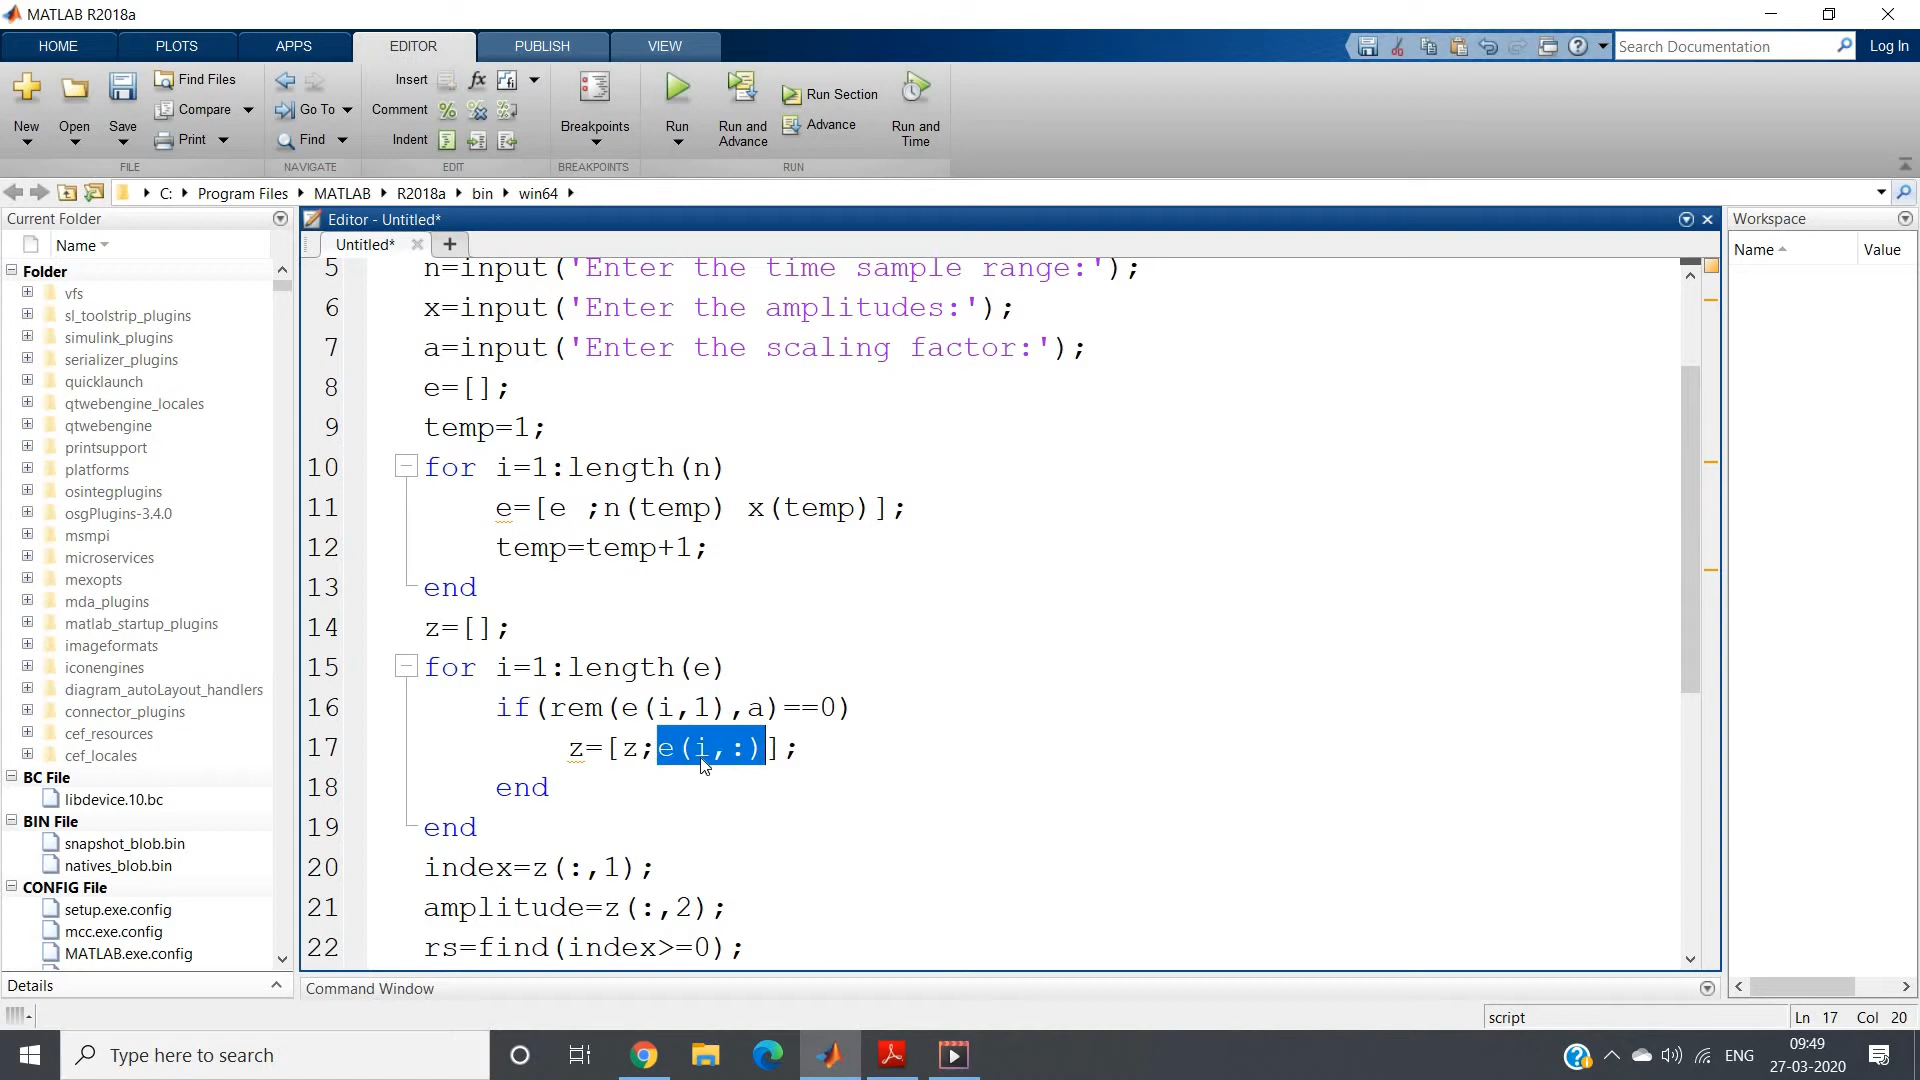 MATLAB R2018a
HOME PLOTS APPS EDITOR PUBLISH VIEW
Search Documentation
Log In
New Open Save
Find Files
Compare
Print
Go To
Find
Insert
Comment
Indent
Breakpoints
Run
Run and Advance
Run Section
Advance
Run and Time
FILE NAVIGATE EDIT BREAKPOINTS RUN
C: Program Files MATLAB R2018a bin win64
Current Folder
Name
Folder
vfs
sl_toolstrip_plugins
simulink_plugins
serializer_plugins
quicklaunch
qtwebengine_locales
qtwebengine
printsupport
platforms
osintegplugins
osgPlugins-3.4.0
msmpi
microservices
mexopts
mda_plugins
matlab_startup_plugins
imageformats
iconengines
diagram_autoLayout_handlers
connector_plugins
cef_resources
cef_locales
BC File
libdevice.10.bc
BIN File
snapshot_blob.bin
natives_blob.bin
CONFIG File
setup.exe.config
mcc.exe.config
MATLAB.exe.config
Details
Editor - Untitled*
Untitled*
5 n=input('Enter the time sample range:');
6 x=input('Enter the amplitudes:');
7 a=input('Enter the scaling factor:');
8 e=[];
9 temp=1;
10 for i=1:length(n)
11 e=[e ;n(temp) x(temp)];
12 temp=temp+1;
13 end
14 z=[];
15 for i=1:length(e)
16 if(rem(e(i,1),a)==0)
17 z=[z;e(i,:)];
18 end
19 end
20 index=z(:,1);
21 amplitude=z(:,2);
22 rs=find(index>=0);
Command Window
Workspace
Name Value
script
Ln 17 Col 20
Type here to search
ENG
09:49
27-03-2020